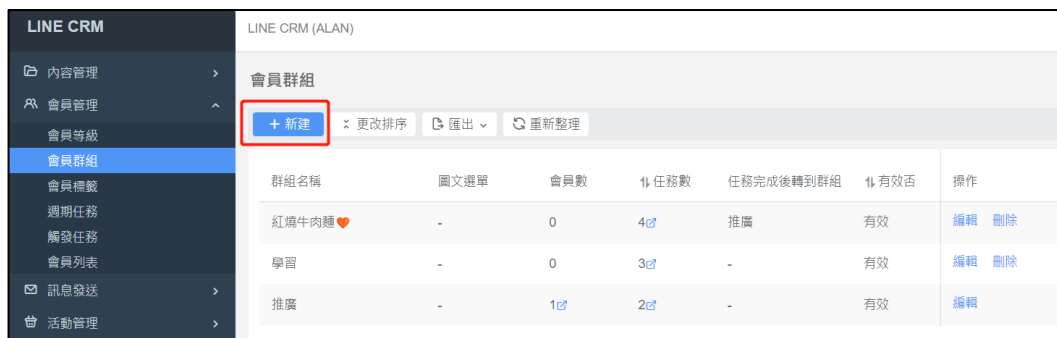 LINE CRM
LINE CRM (ALAN)
內容管理
會員管理
會員等級
會員群組
會員標籤
週期任務
觸發任務
會員列表
訊息發送
活動管理
會員群組
+ 新建 更改排序 匯出 重新整理
群組名稱 圖文選單 會員數 任務數 任務完成後轉到群組 有效否 操作
紅燒牛肉麵🧡 - 0 4 推廣 有效 編輯 刪除
學習 - 0 3 - 有效 編輯 刪除
推廣 - 1 2 - 有效 編輯